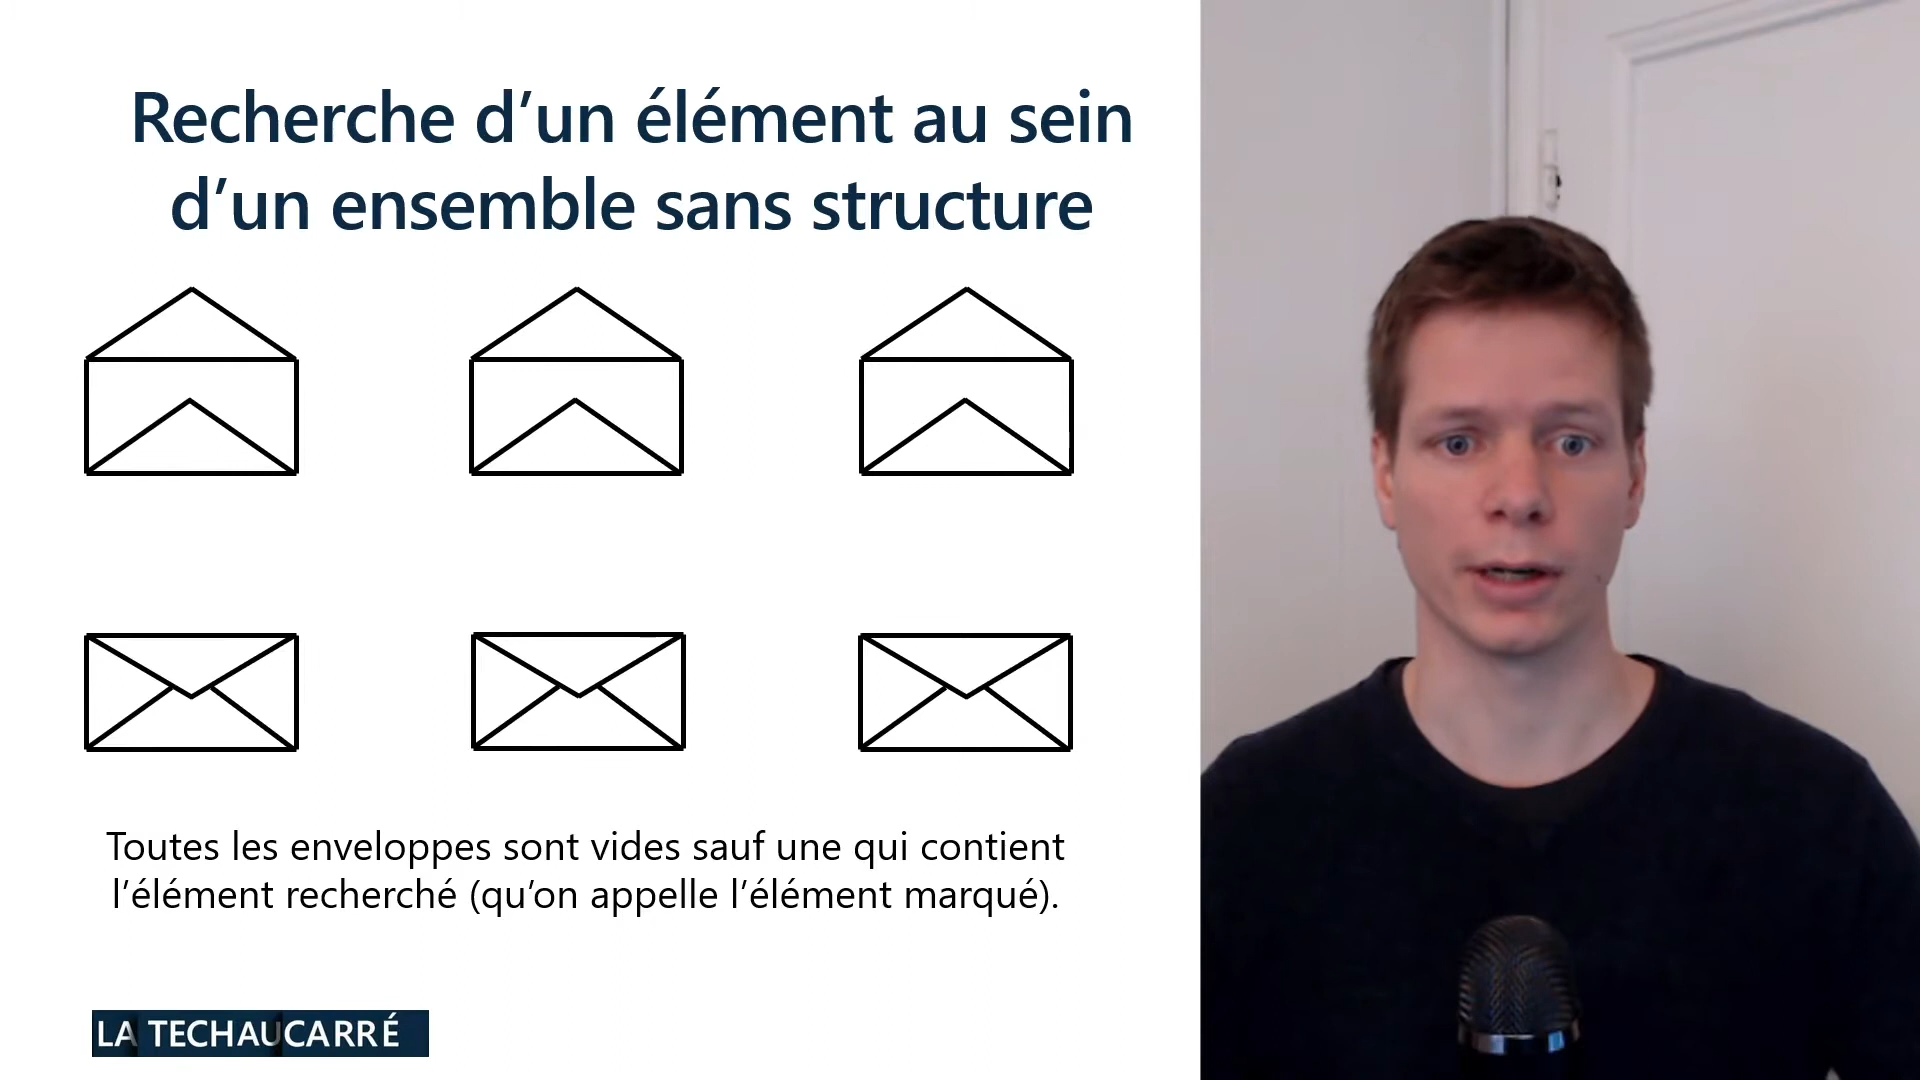 Recherche d’un élément au sein
d’un ensemble sans structure
Toutes les enveloppes sont vides sauf une qui contient
l’élément recherché (qu’on appelle l’élément marqué).
LA TECHAUCARRÉ